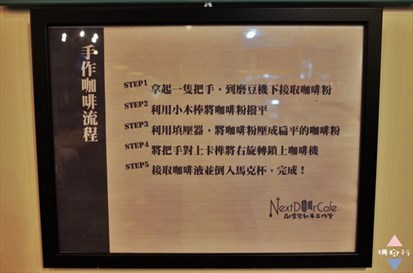 手作咖啡流程
STEP1 拿起一隻把手，到磨豆機下接取咖啡粉
STEP2 利用小木棒將咖啡粉撥平
STEP3 利用填壓器，將咖啡粉壓成扁平的咖啡粉
STEP4 將把手對上卡榫將右旋轉鎖上咖啡機
STEP5 接取咖啡液並倒入馬克杯，完成！
NextDoorCafe